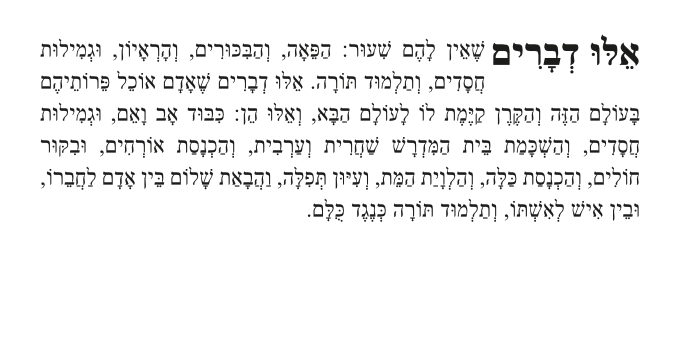 אֵלּוּ דְבָרִים שֶׁאֵין לָהֶם שִׁעוּר: הַפֵּאָה, וְהַבִּכּוּרִים, וְהָרְאָיוֹן, וּגְמִילוּת
חֲסָדִים, וְתַלְמוּד תּוֹרָה. אֵלּוּ דְבָרִים שֶׁאָדָם אוֹכֵל פֵּרוֹתֵיהֶם
בָּעוֹלָם הַזֶּה וְהַקֶּרֶן קַיֶּמֶת לוֹ לָעוֹלָם הַבָּא, וְאֵלּוּ הֵן: כִּבּוּד אָב וָאֵם, וּגְמִילוּת
חֲסָדִים, וְהַשְׁכָּמַת בֵּית הַמִּדְרָשׁ שַׁחֲרִית וְעַרְבִית, וְהַכְנָסַת אוֹרְחִים, וּבִקּוּר
חוֹלִים, וְהַכְנָסַת כַּלָּה, וְהַלְוָיַת הַמֵּת, וְעִיּוּן תְּפִלָּה, וַהֲבָאַת שָׁלוֹם בֵּין אָדָם לַחֲבֵרוֹ,
וּבֵין אִישׁ לְאִשְׁתּוֹ, וְתַלְמוּד תּוֹרָה כְּנֶגֶד כֻּלָּם.